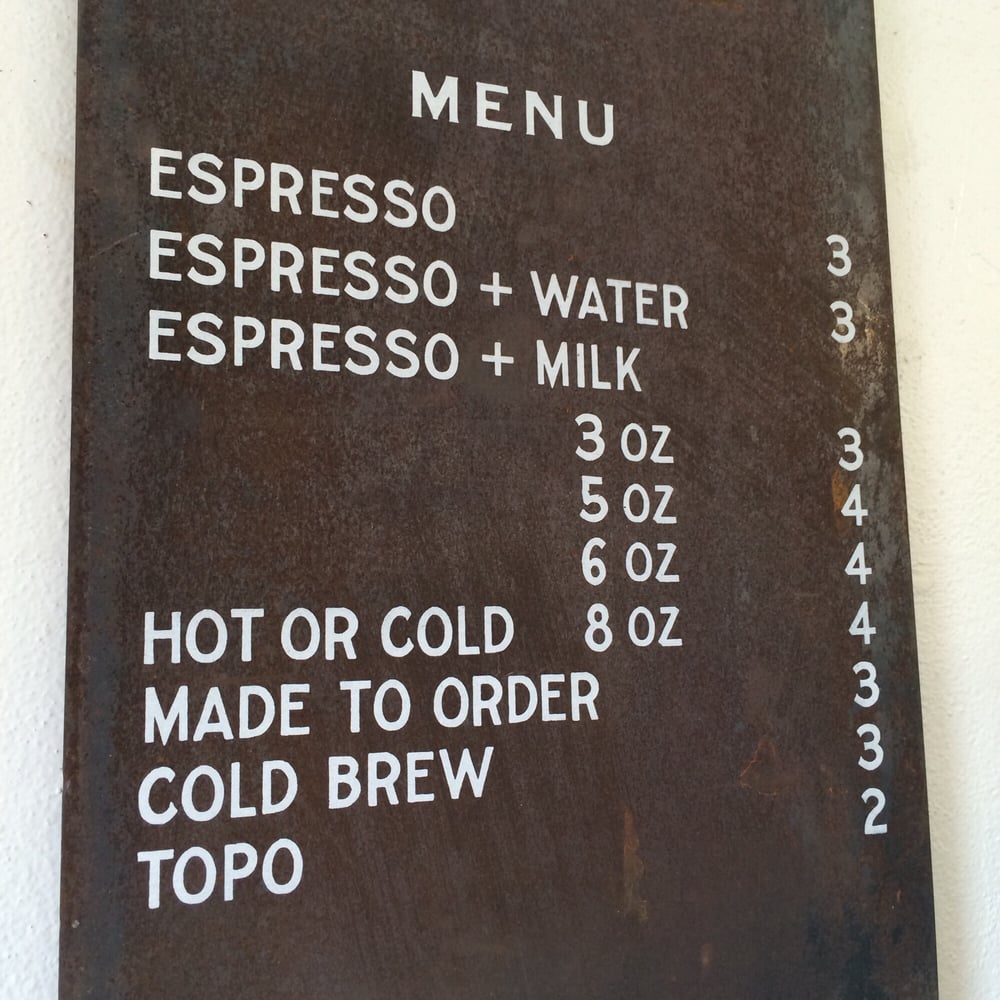 MENU
ESPRESSO 3
ESPRESSO + WATER 3
ESPRESSO + MILK
3 OZ 3
5 OZ 4
6 OZ 4
HOT OR COLD 8 OZ 4
MADE TO ORDER 3
COLD BREW 3
TOPO 2